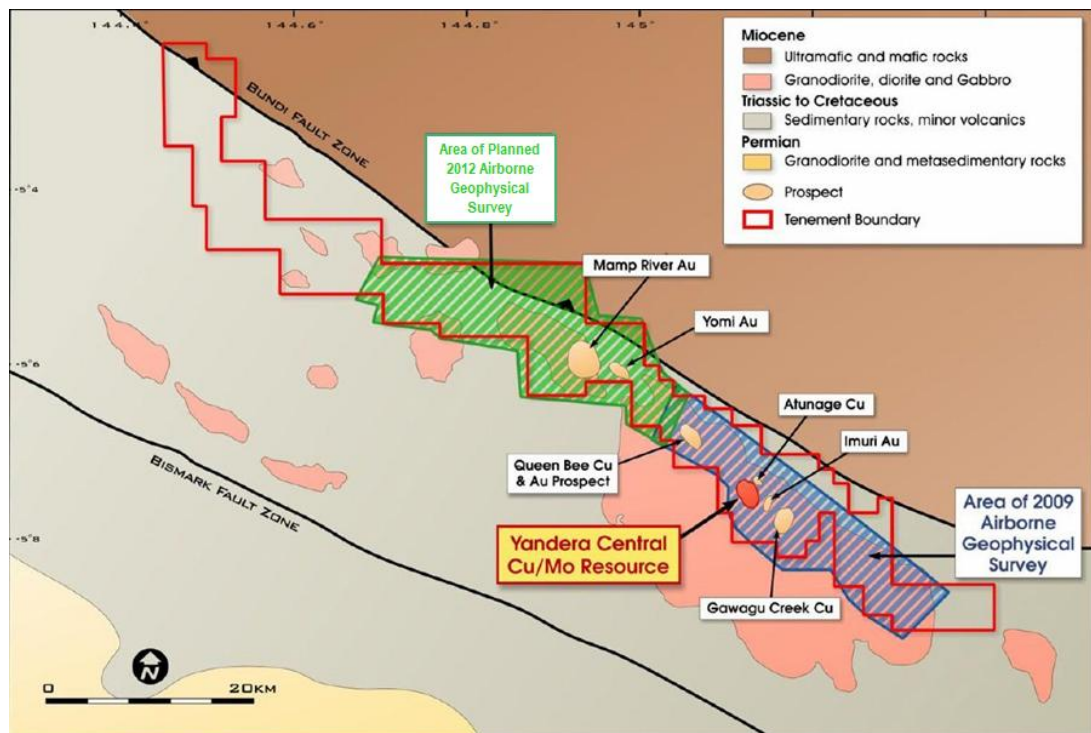 144.4°
144.6°
144.8°
145°
-5°4
-5°6
-5°8
BUNDI FAULT ZONE
BISMARK FAULT ZONE
Area of Planned
2012 Airborne
Geophysical
Survey
Mamp River Au
Yomi Au
Atunage Cu
Imuri Au
Queen Bee Cu
& Au Prospect
Yandera Central
Cu/Mo Resource
Gawagu Creek Cu
Area of 2009
Airborne
Geophysical
Survey
Miocene
Ultramafic and mafic rocks
Granodiorite, diorite and Gabbro
Triassic to Cretaceous
Sedimentary rocks, minor volcanics
Permian
Granodiorite and metasedimentary rocks
Prospect
Tenement Boundary
N
0 20KM